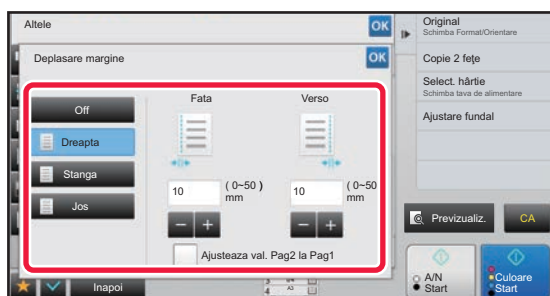 Altele
OK
Deplasare margine
OK
Off
Dreapta
Stanga
Jos
Fata
Verso
10
( 0~50 )
mm
10
( 0~50
mm
Ajusteaza val. Pag2 la Pag1
Inapoi
A3
Original
Schimba Format/Orientare
Copie 2 fețe
Select. hârtie
Schimba tava de alimentare
Ajustare fundal
Previzualiz.
CA
A/N
Start
Culoare
Start